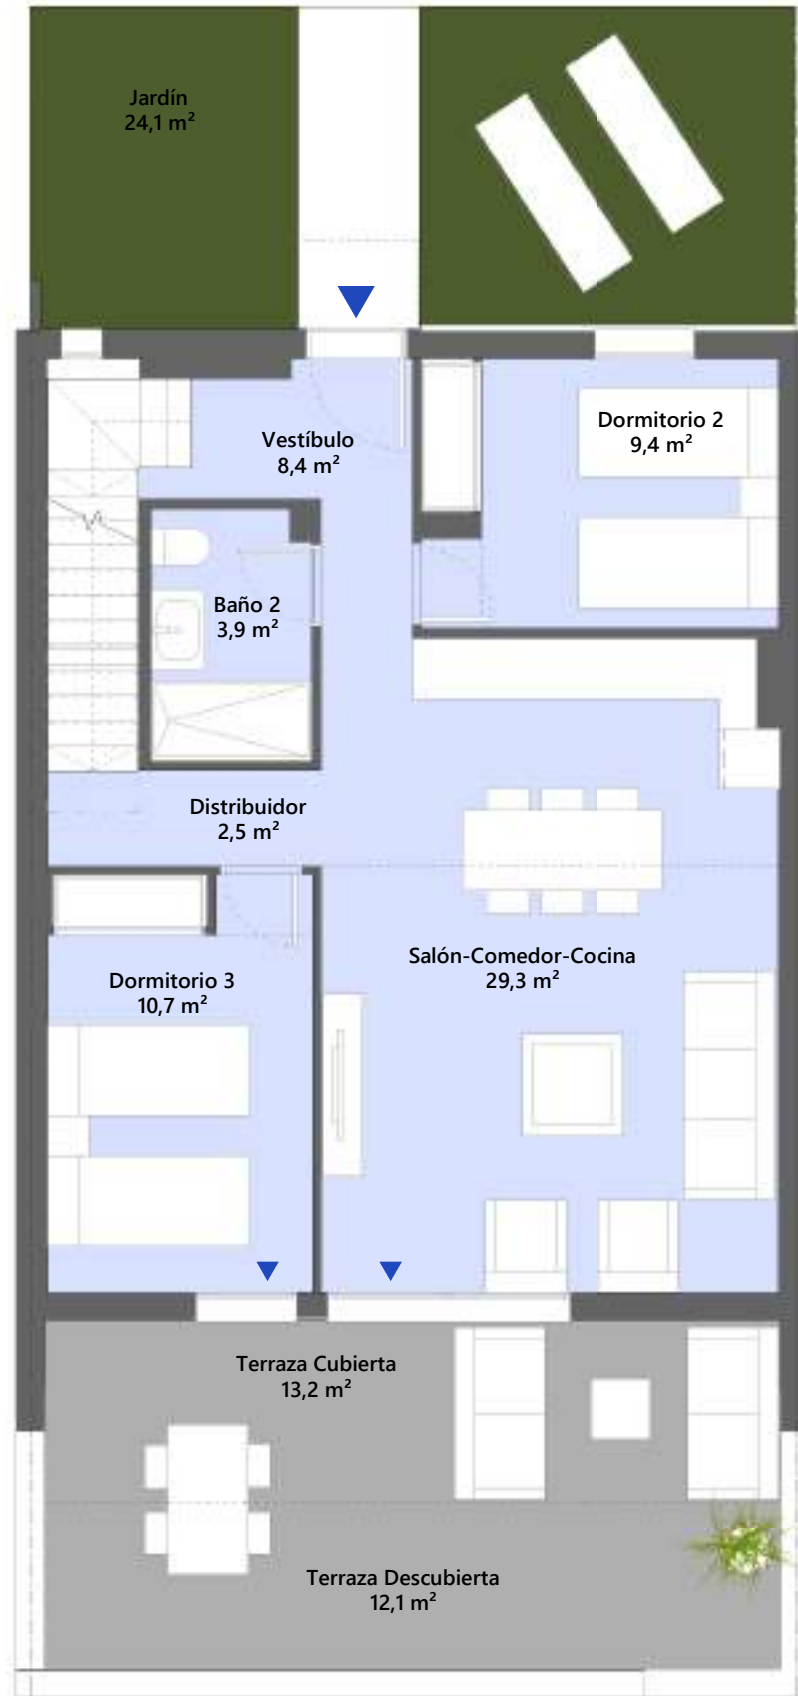 Jardín
24,1 m²
Dormitorio 2
9,4 m²
Vestíbulo
8,4 m²
Baño 2
3,9 m²
Distribuidor
2,5 m²
Salón-Comedor-Cocina
29,3 m²
Dormitorio 3
10,7 m²
Terraza Cubierta
13,2 m²
Terraza Descubierta
12,1 m²